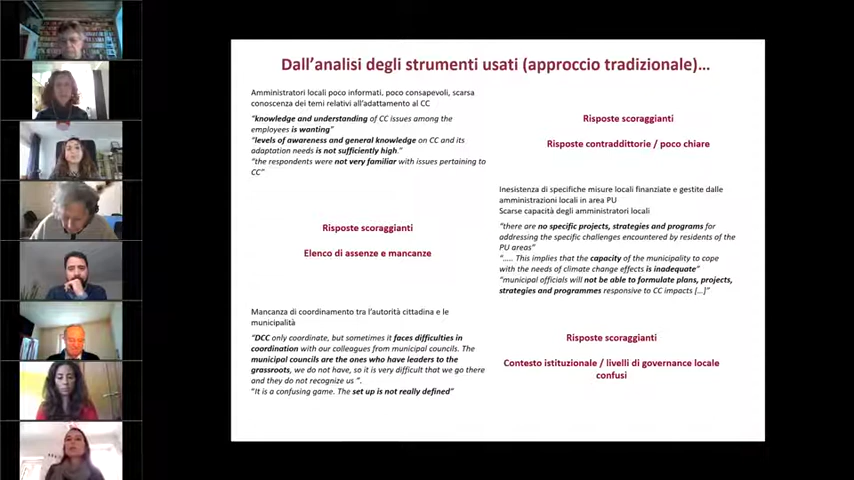 Dall'analisi degli strumenti usati (approccio tradizionale)…
Amministratori locali poco informati, poco consapevoli, scarsa
conoscenza dei temi relativi all'adattamento al CC
"knowledge and understanding of CC issues among the
employees is wanting"
"levels of awareness and general knowledge on CC and its
adaptation needs is not sufficiently high."
"the respondents were not very familiar with issues pertaining to
CC"
Risposte scoraggianti
Risposte contraddittorie / poco chiare
Risposte scoraggianti
Elenco di assenze e mancanze
Inesistenza di specifiche misure locali finanziate e gestite dalle
amministrazioni locali in area PU
Scarse capacità degli amministratori locali
"there are no specific projects, strategies and programs for
addressing the specific challenges encountered by residents of the
PU areas"
"..... This implies that the capacity of the municipality to cope
with the needs of climate change effects is inadequate"
"municipal officials will not be able to formulate plans, projects,
strategies and programmes responsive to CC impacts […]"
Mancanza di coordinamento tra l'autorità cittadina e le
municipalità
"DCC only coordinate, but sometimes it faces difficulties in
coordination with our colleagues from municipal councils. The
municipal councils are the ones who have leaders to the
grassroots, we do not have, so it is very difficult that we go there
and they do not recognize us ".
"It is a confusing game. The set up is not really defined"
Risposte scoraggianti
Contesto istituzionale / livelli di governance locale
confusi